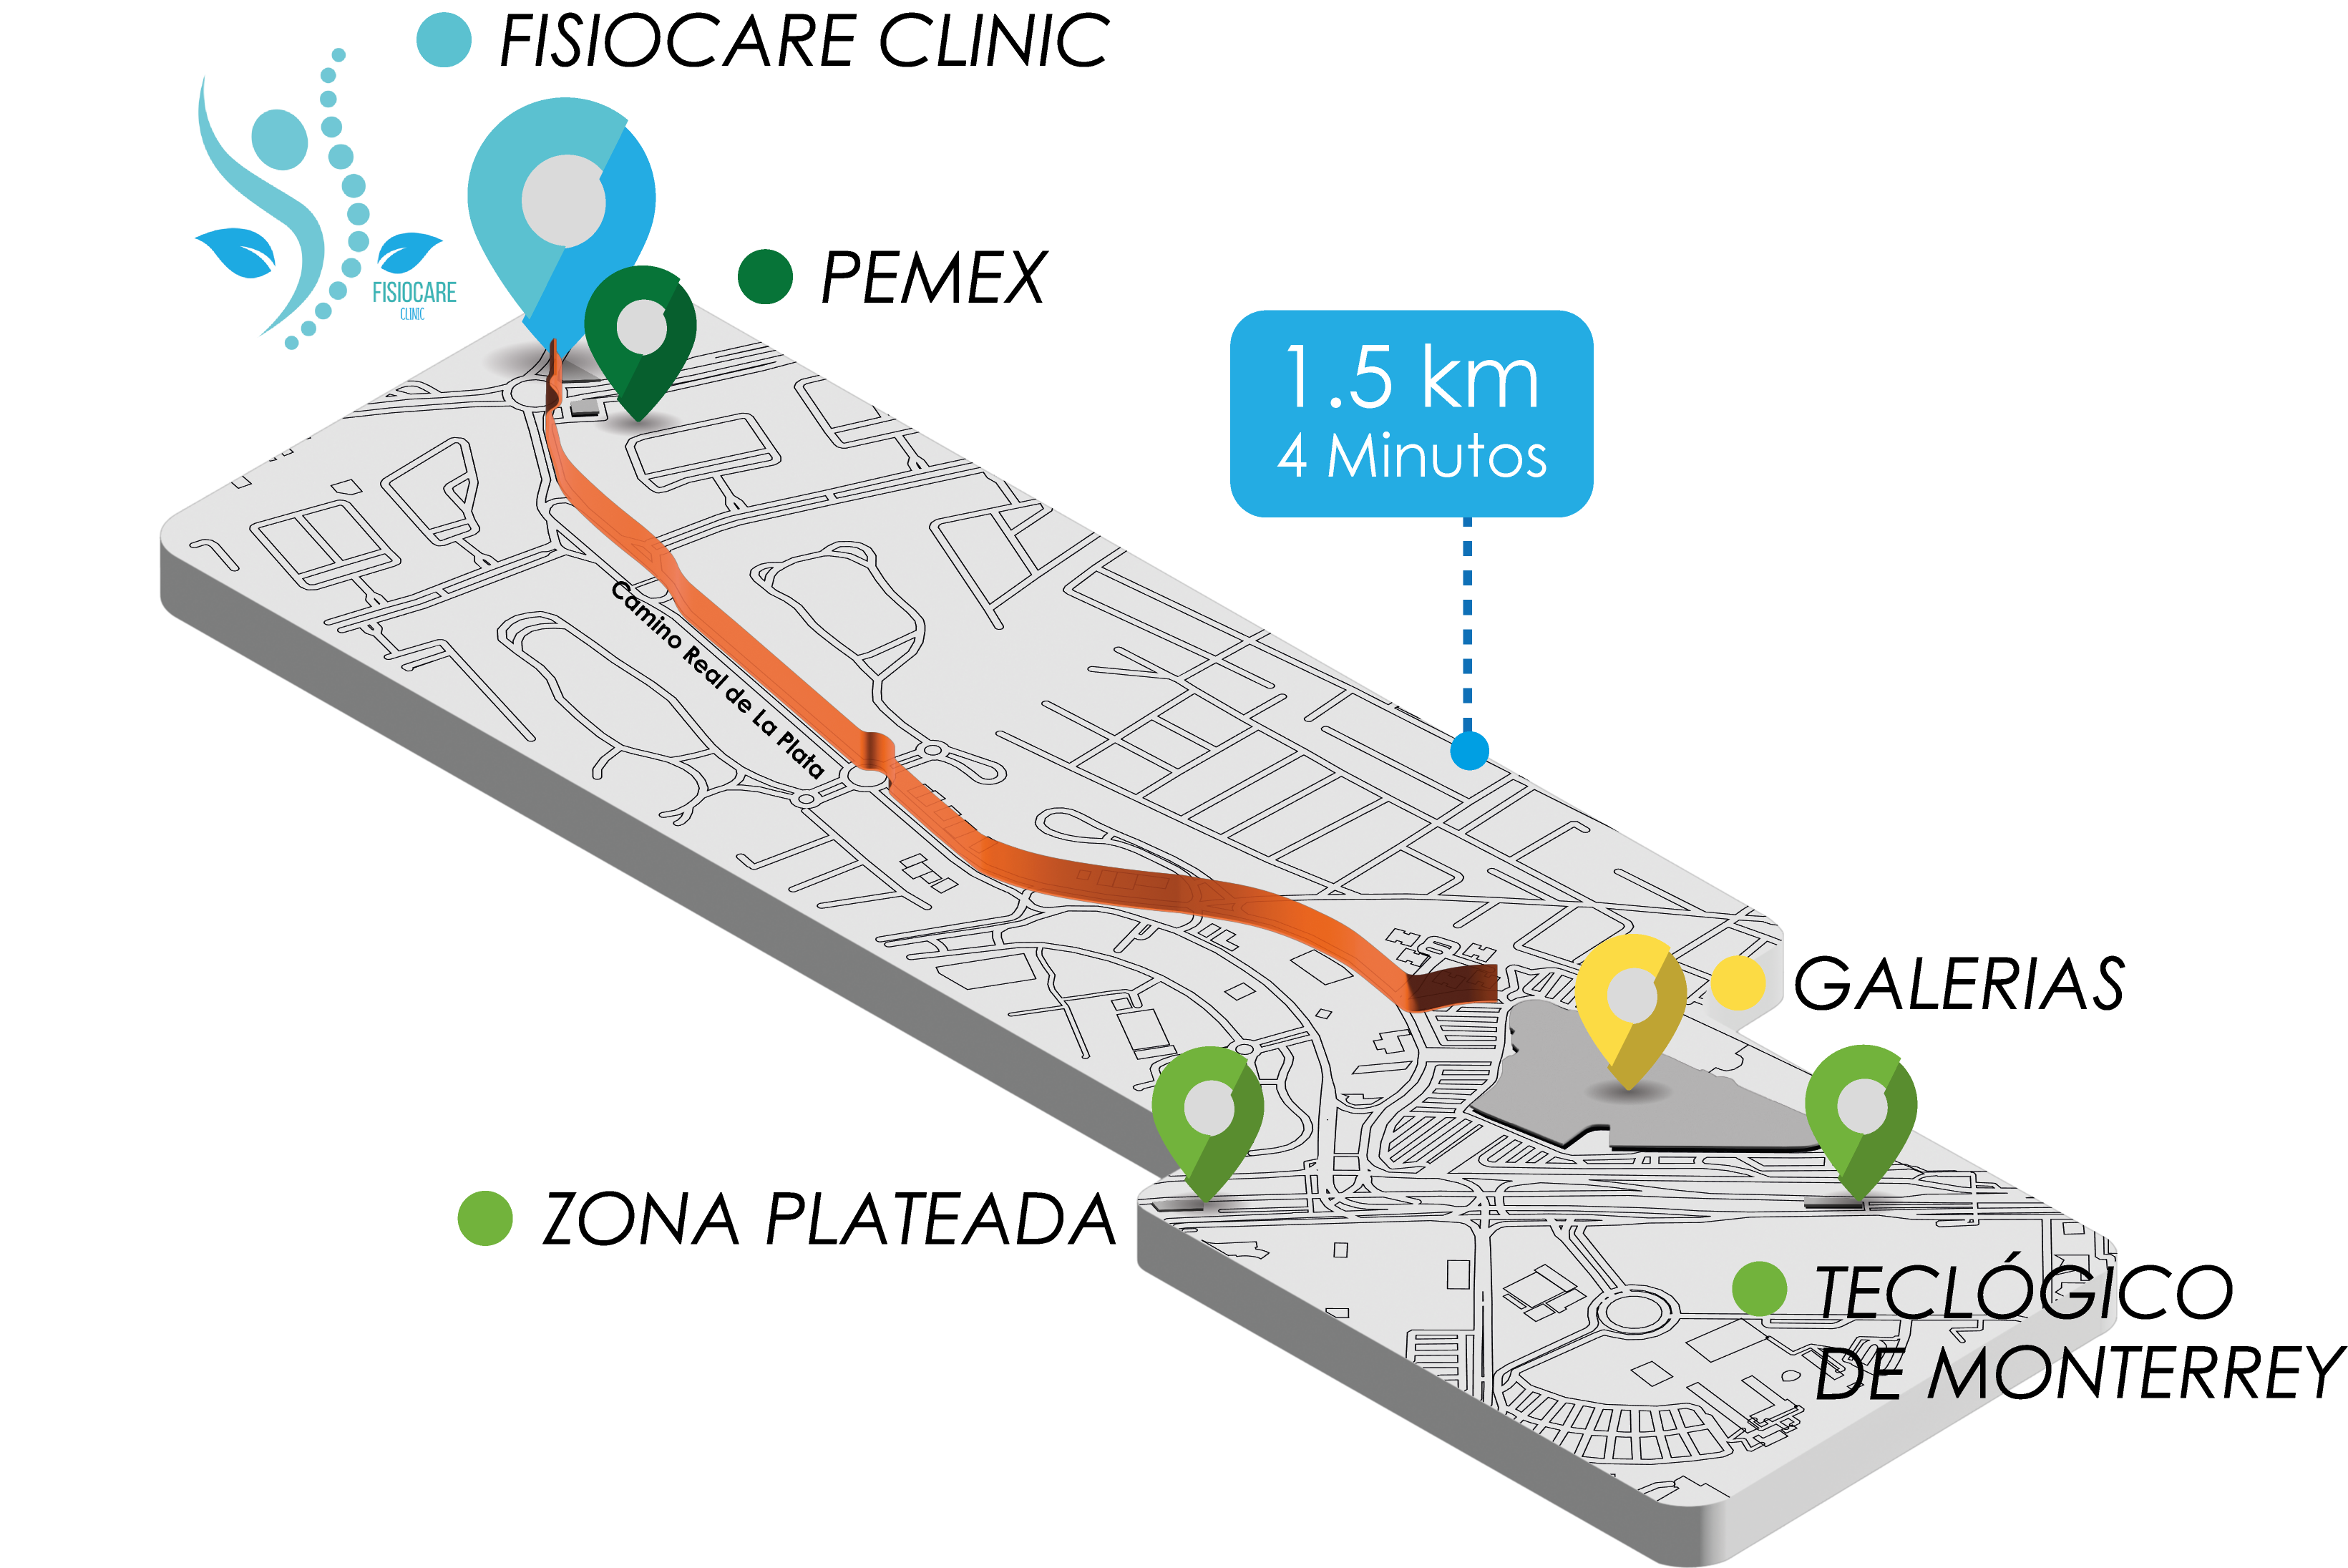 FISIOCARE CLINIC
FISIOCARE
CLINIC
PEMEX
1.5 km
4 Minutos
Camino Real de La Plata
GALERIAS
ZONA PLATEADA
TECLÓGICO
DE MONTERREY